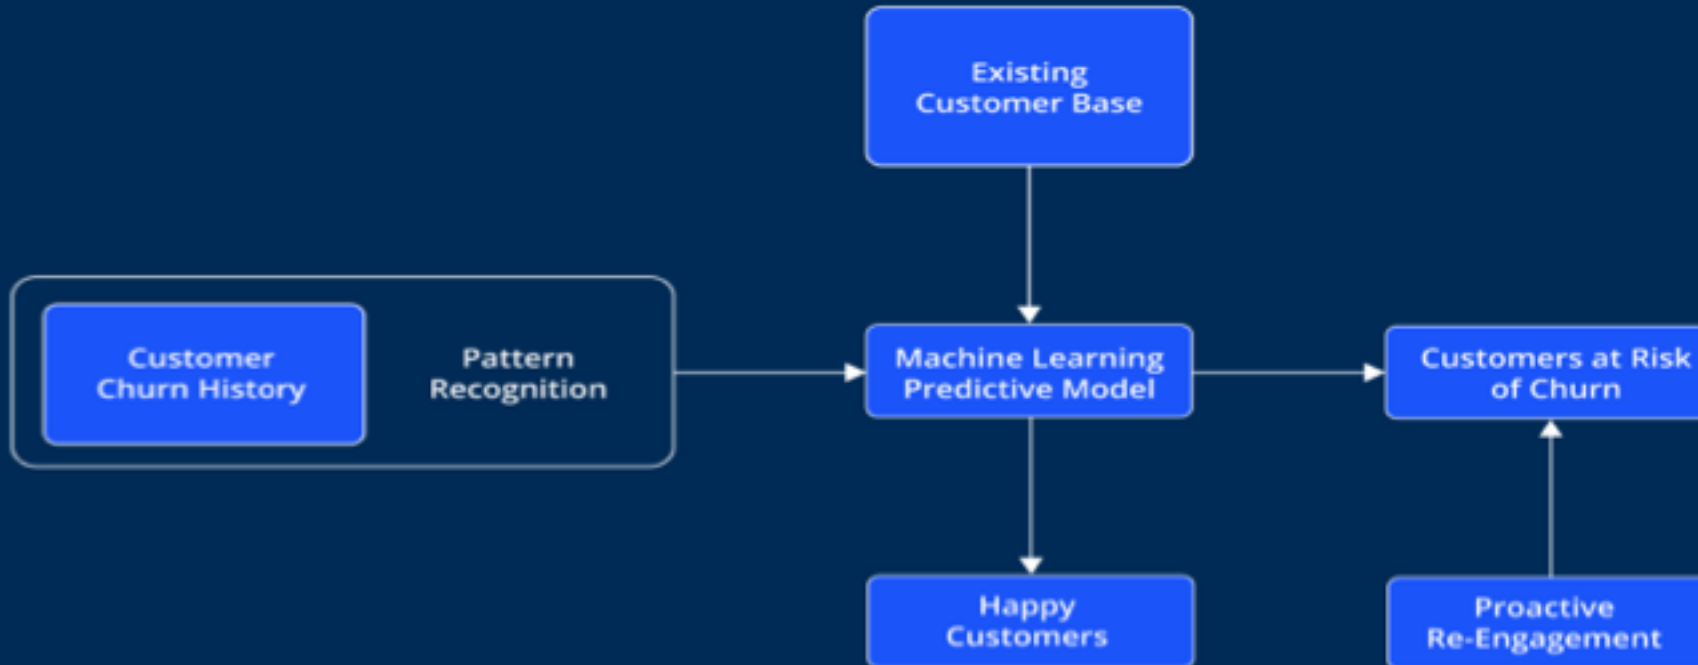 Existing
Customer Base
Customer
Churn History
Pattern
Recognition
Machine Learning
Predictive Model
Customers at Risk
of Churn
Happy
Customers
Proactive
Re-Engagement